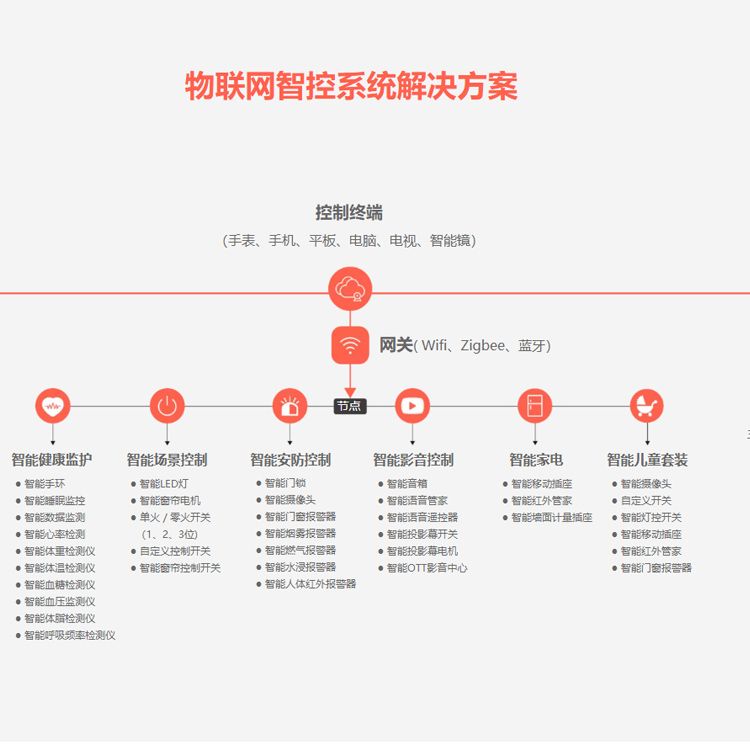 物联网智控系统解决方案
控制终端
(手表、手机、平板、电脑、电视、智能镜)
网关( Wifi、Zigbee、蓝牙)
节点
智能健康监护
● 智能手环
● 智能睡眠监控
● 智能数据监测
● 智能心率检测
● 智能体重检测仪
● 智能体温检测仪
● 智能血糖检测仪
● 智能血压监测仪
● 智能体脂检测仪
● 智能呼吸频率检测仪
智能场景控制
● 智能LED灯
● 智能窗帘电机
● 单火 / 零火开关
(1、2、3位)
● 自定义控制开关
● 智能窗帘控制开关
智能安防控制
● 智能门锁
● 智能摄像头
● 智能门窗报警器
● 智能烟雾报警器
● 智能燃气报警器
● 智能水浸报警器
● 智能人体红外报警器
智能影音控制
● 智能音箱
● 智能语音管家
● 智能语音遥控器
● 智能投影幕开关
● 智能投影幕电机
● 智能OTT影音中心
智能家电
● 智能移动插座
● 智能红外管家
● 智能墙面计量插座
智能儿童套装
● 智能摄像头
● 自定义开关
● 智能灯控开关
● 智能移动插座
● 智能红外管家
● 智能门窗报警器